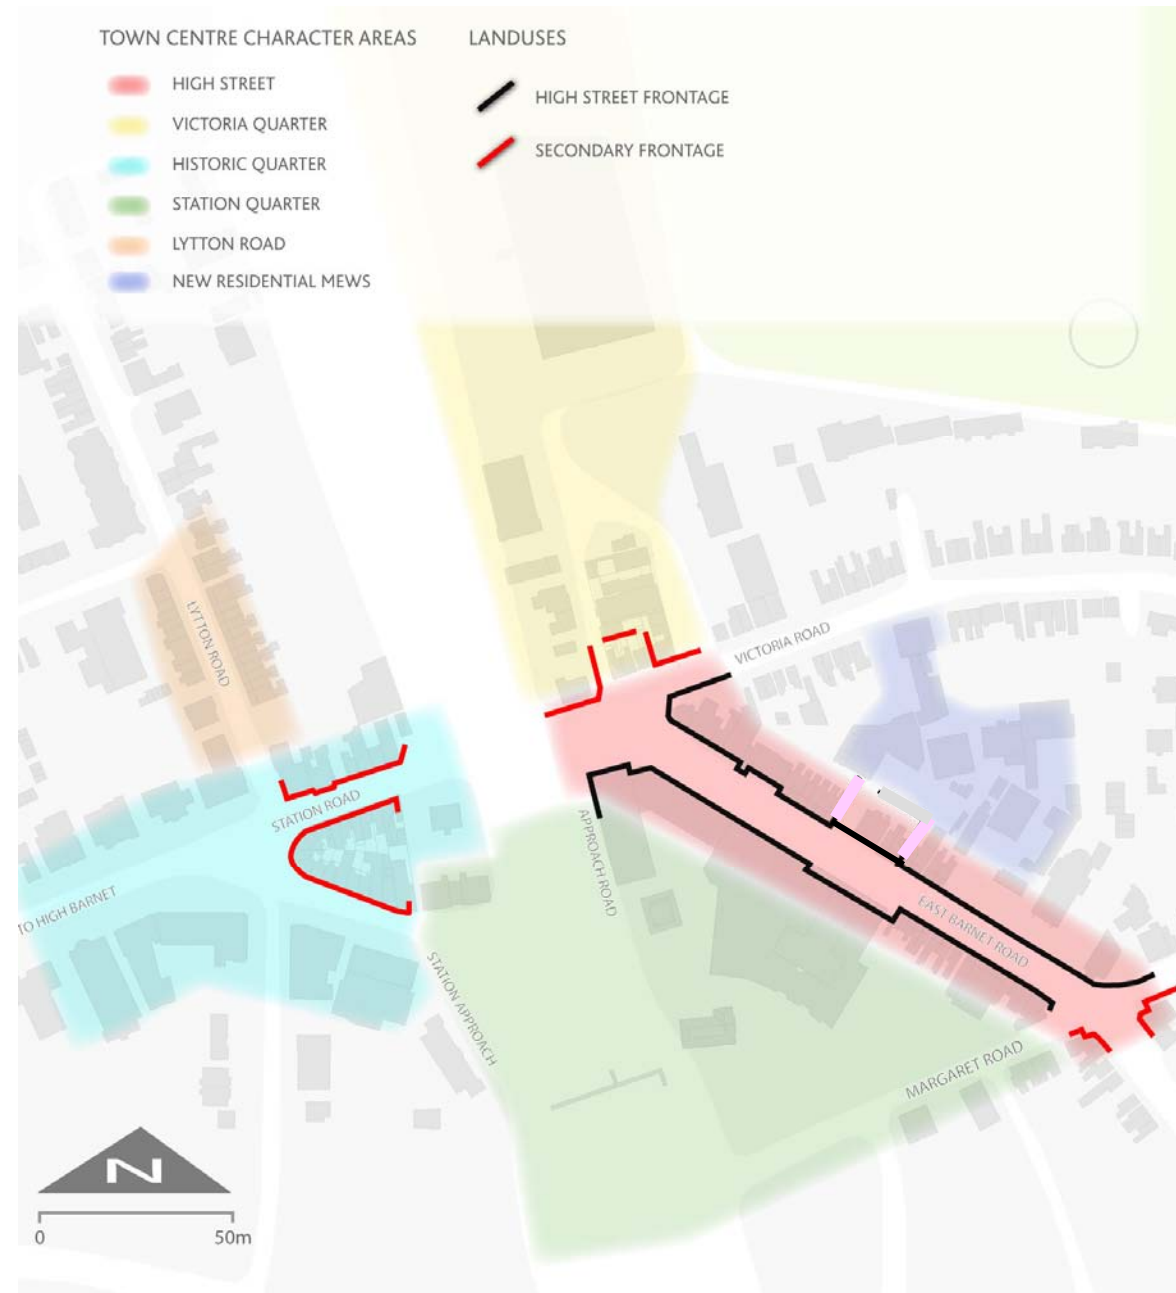 TOWN CENTRE CHARACTER AREAS
HIGH STREET
VICTORIA QUARTER
HISTORIC QUARTER
STATION QUARTER
LYTTON ROAD
NEW RESIDENTIAL MEWS
LANDUSES
HIGH STREET FRONTAGE
SECONDARY FRONTAGE
LYTTON ROAD
VICTORIA ROAD
STATION ROAD
APPROACH ROAD
TO HIGH BARNET
EAST BARNET ROAD
STATION APPROACH
MARGARET ROAD
N
0 50m